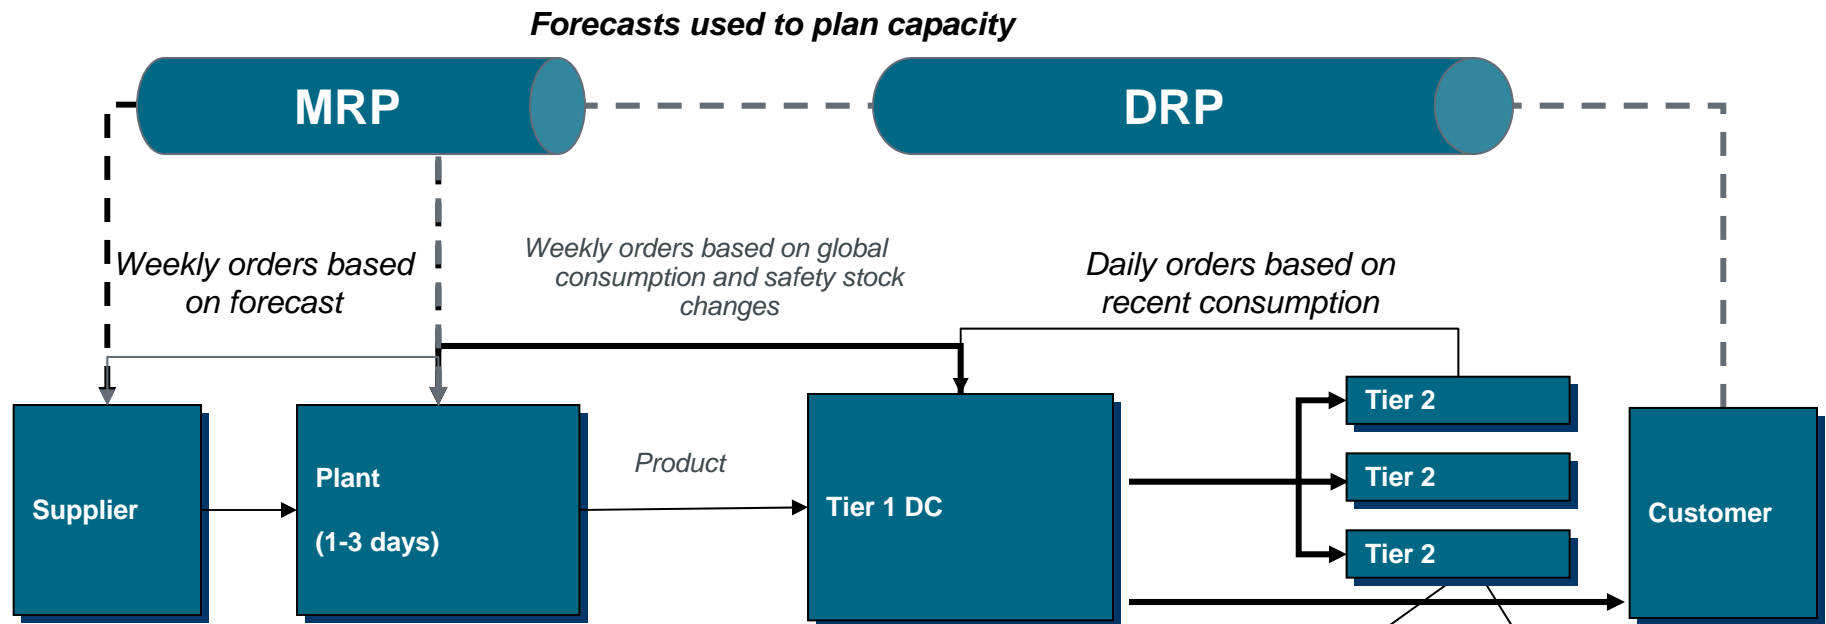 Forecasts used to plan capacity
MRP
DRP
Weekly orders based
on forecast
Weekly orders based on global
consumption and safety stock
changes
Daily orders based on
recent consumption
Supplier
Plant
(1-3 days)
Product
Tier 1 DC
Tier 2
Tier 2
Tier 2
Customer